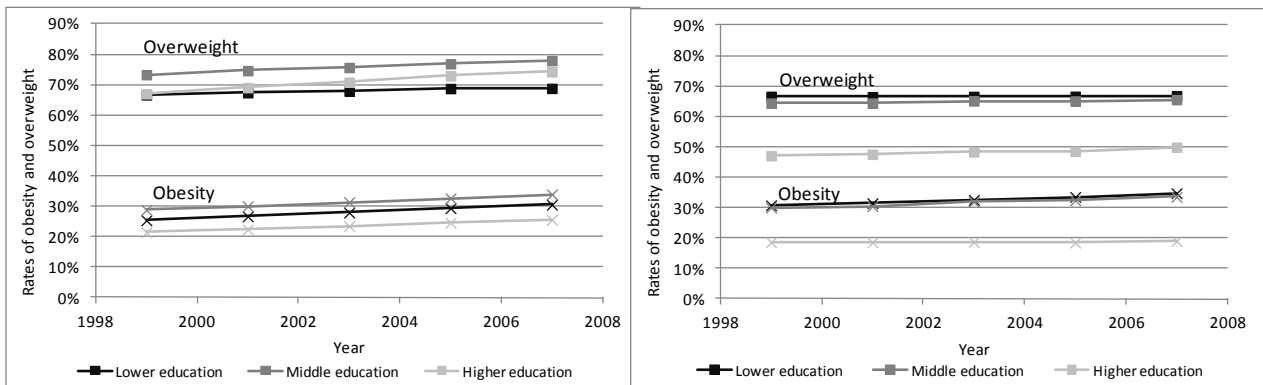 Rates of obesity and overweight
90%
80%
70%
60%
50%
40%
30%
20%
10%
0%
Overweight
Obesity
1998 2000 2002 2004 2006 2008
Year
Lower education Middle education Higher education
Rates of obesity and overweight
90%
80%
70%
60%
50%
40%
30%
20%
10%
0%
Overweight
Obesity
1998 2000 2002 2004 2006 2008
Year
Lower education Middle education Higher education